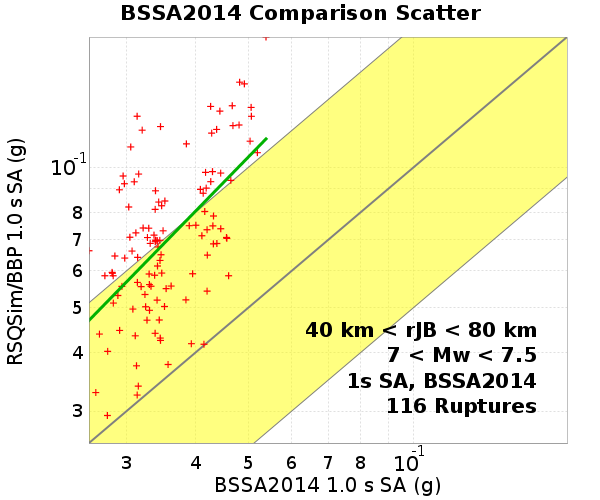 BSSA2014 Comparison Scatter
RSQSim/BBP 1.0 s SA (g)
10-1
8
7
6
5
4
3
40 km < rJB < 80 km
7 < Mw < 7.5
1s SA, BSSA2014
116 Ruptures
3 4 5 6 7 8 10-1
BSSA2014 1.0 s SA (g)